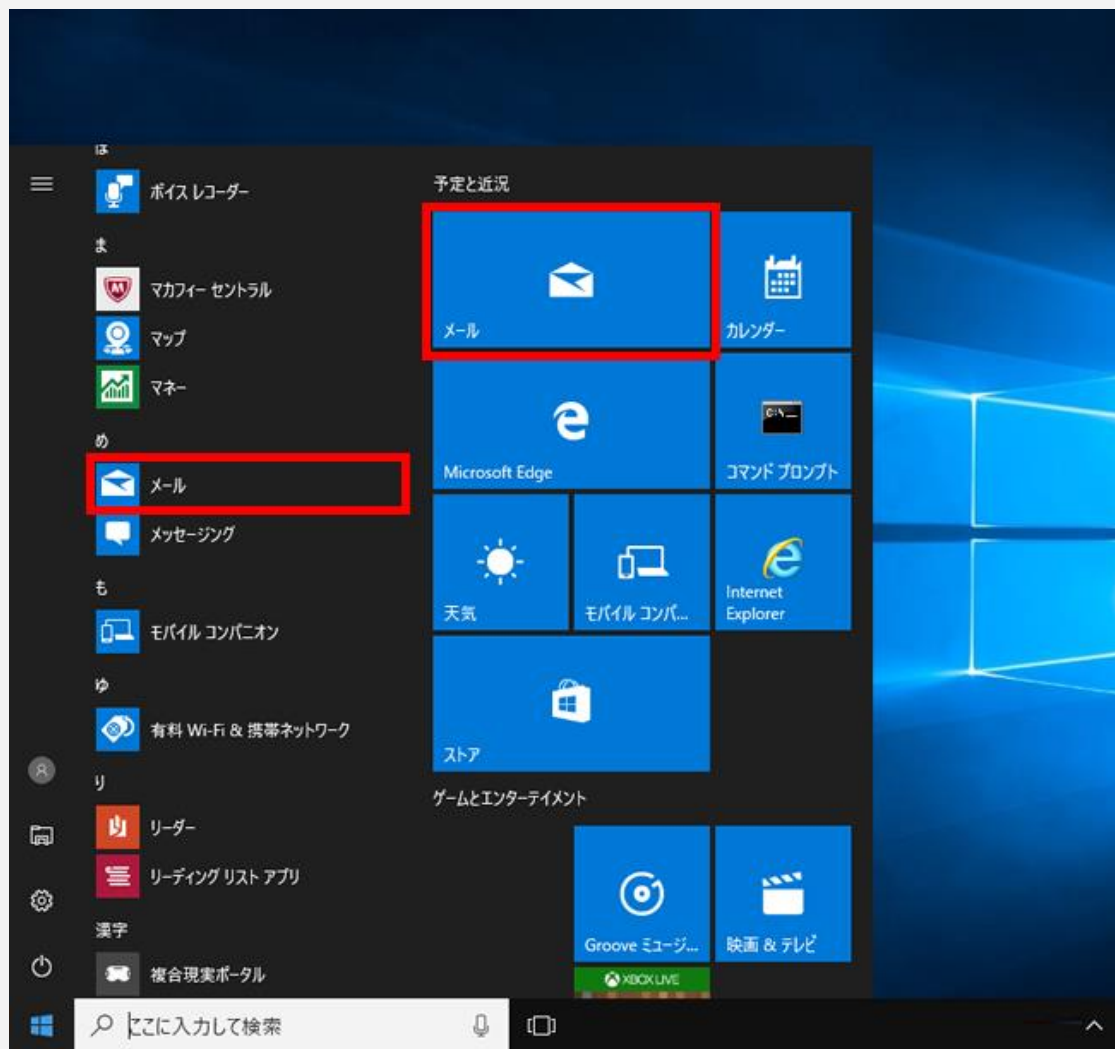 ほ
ボイス レコーダー
ま
マカフィー セントラル
マップ
マネー
め
メール
メッセージング
も
モバイル コンパニオン
ゆ
有料 Wi-Fi & 携帯ネットワーク
り
リーダー
リーディング リスト アプリ
漢字
複合現実ポータル
予定と近況
メール
カレンダー
Microsoft Edge
C:\_
コマンド プロンプト
天気
モバイル コンパ...
Internet
Explorer
ストア
ゲームとエンターテイメント
Groove ミュージ...
映画 & テレビ
XBOX LIVE
ここに入力して検索